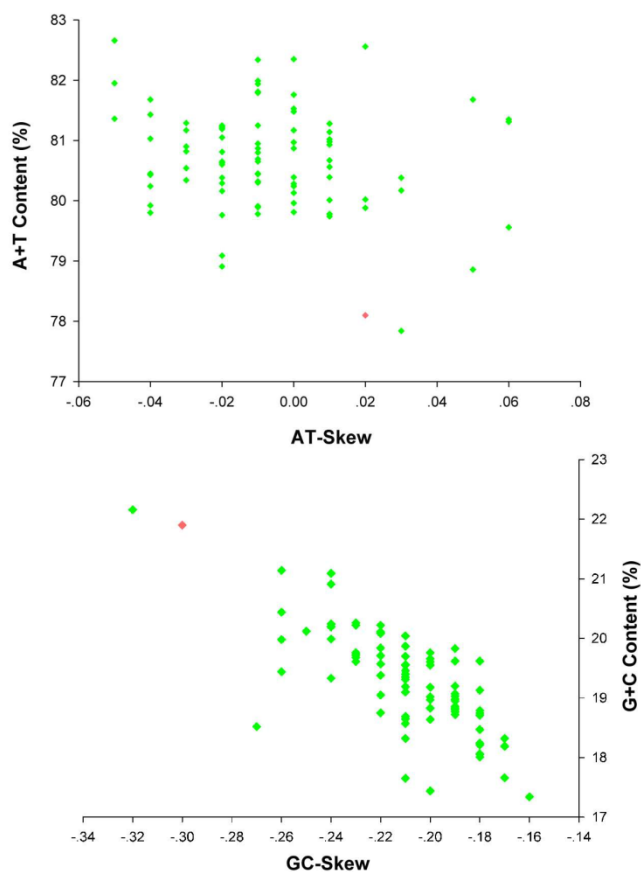 83
82
81
80
79
78
77
A+T Content (%)
-.06 -.04 -.02 0.00 .02 .04 .06 .08
AT-Skew
23
22
21
20
19
18
17
G+C Content (%)
-.34 -.32 -.30 -.28 -.26 -.24 -.22 -.20 -.18 -.16 -.14
GC-Skew